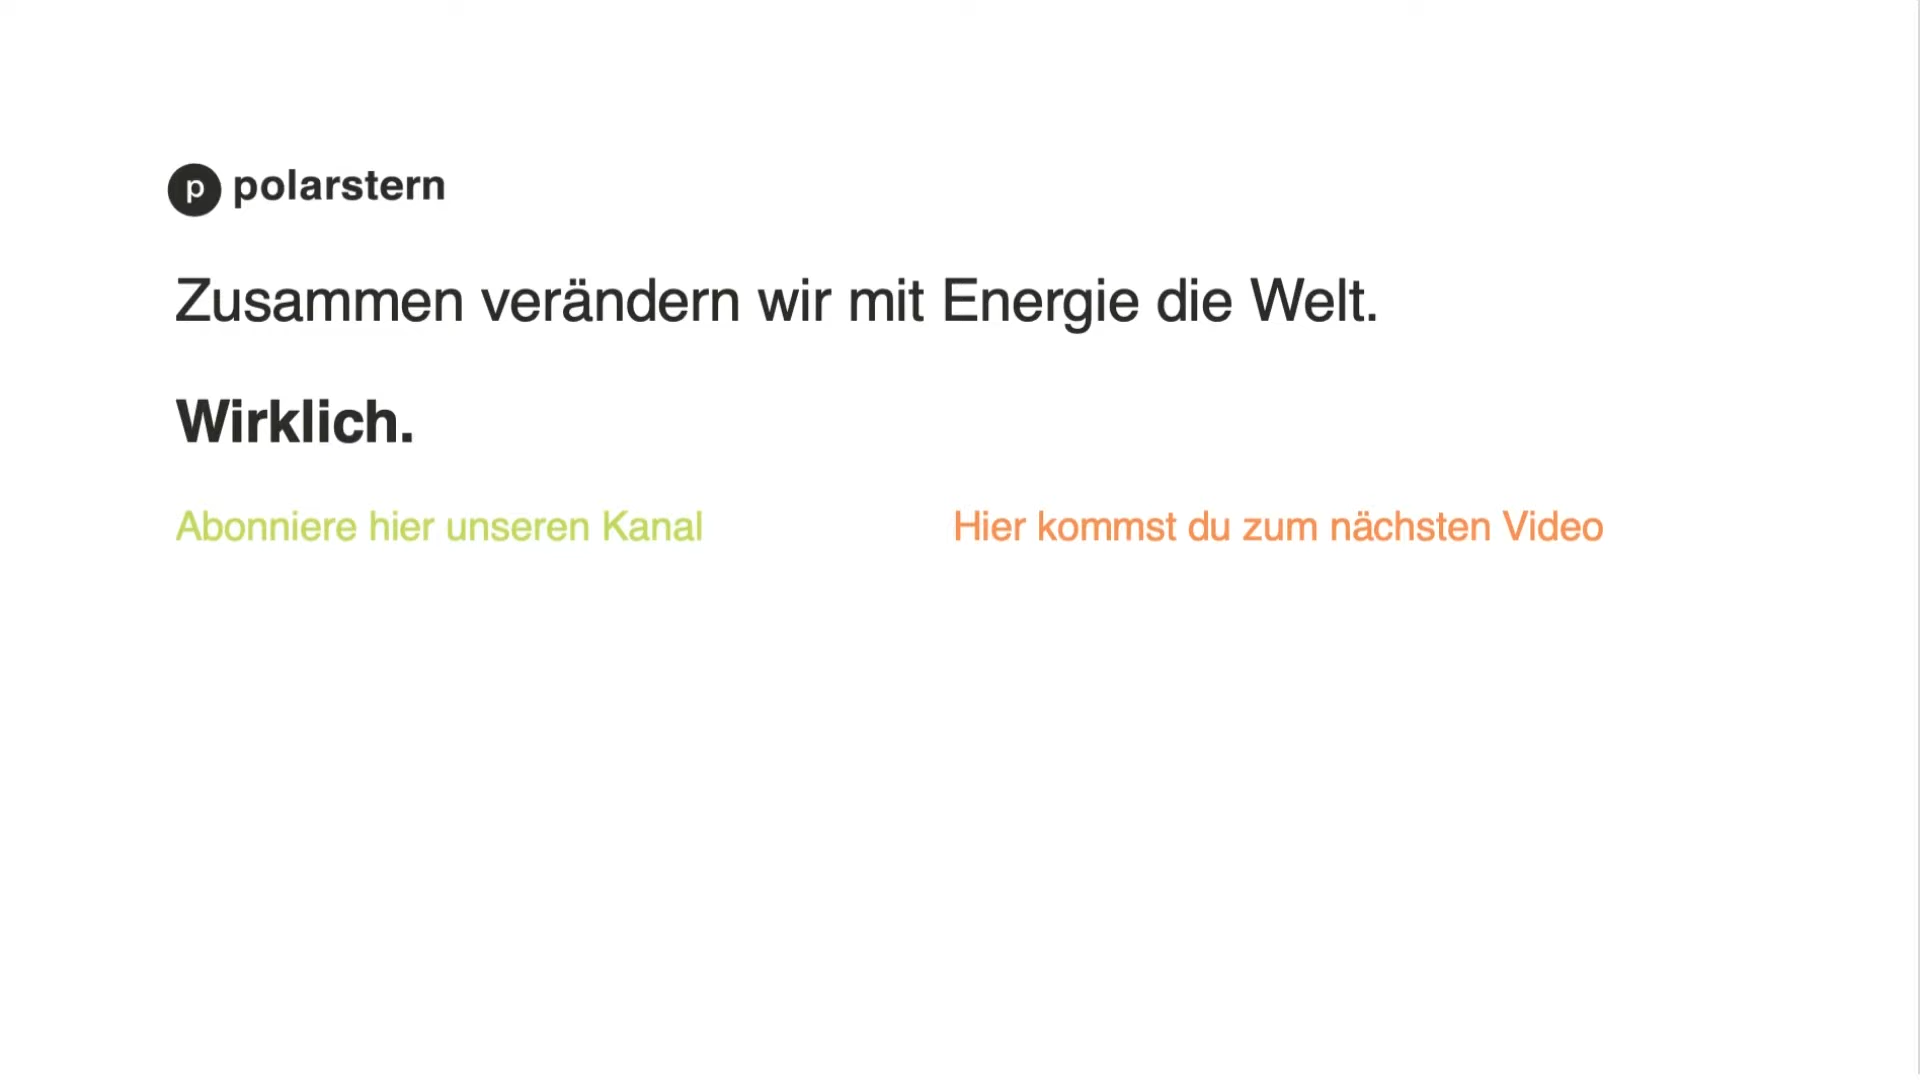 p polarstern
Zusammen verändern wir mit Energie die Welt.
Wirklich.
Abonniere hier unseren Kanal
Hier kommst du zum nächsten Video